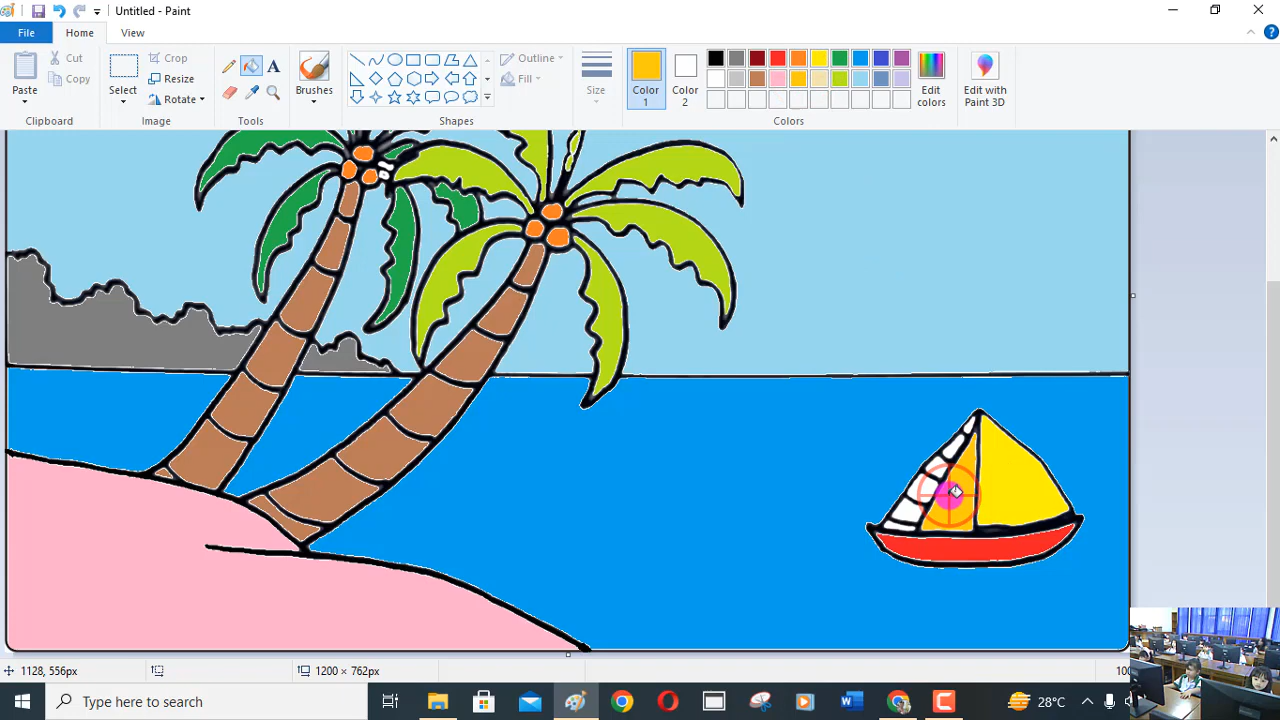 Untitled - Paint
File
Home
View
Paste
Cut
Copy
Clipboard
Select
Crop
Resize
Rotate
Image
Tools
Brushes
Shapes
Outline
Fill
Size
Color
1
Color
2
Edit
colors
Colors
Edit with
Paint 3D
1128, 556px
1200 × 762px
100
Type here to search
28°C